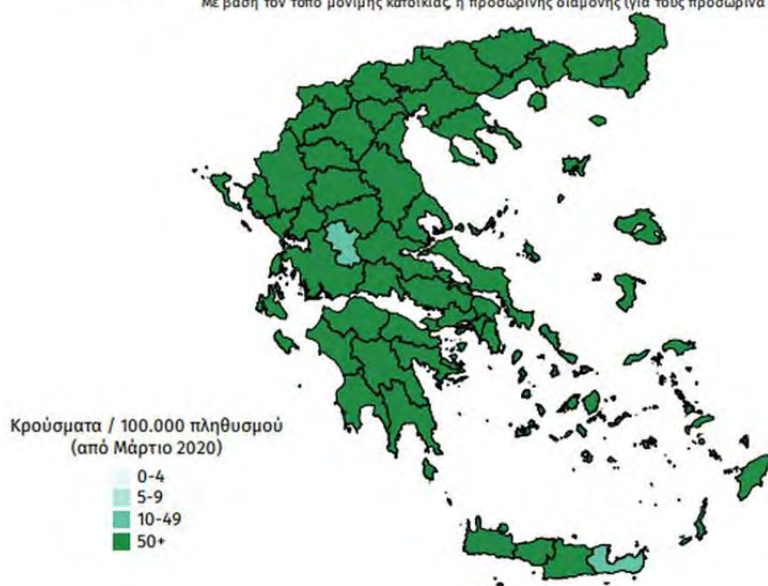 Με βάση τον τόπο μόνιμης κατοικίας, ή προσωρινής διαμονής (για τους προσωρινά
Κρούσματα / 100.000 πληθυσμού
(από Μάρτιο 2020)
0-4
5-9
10-49
50+